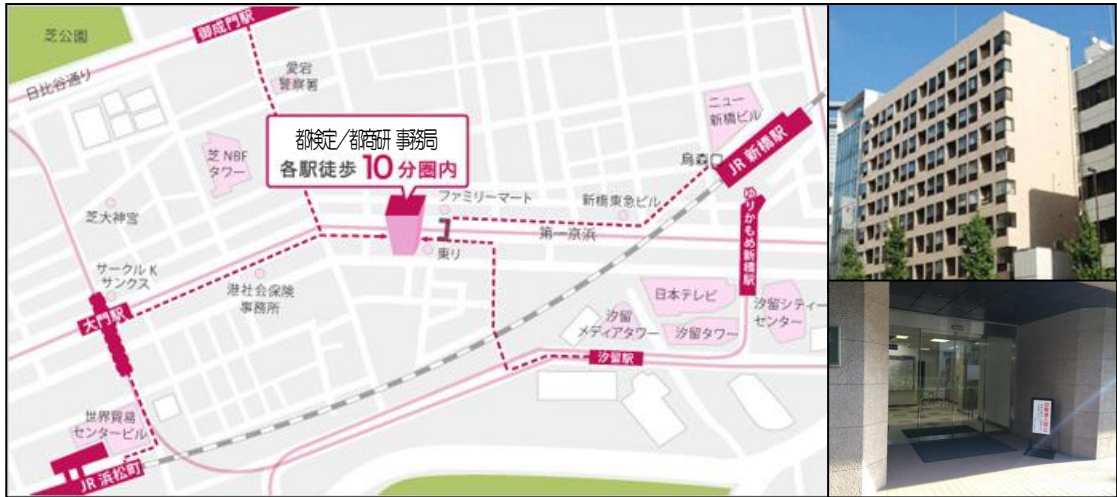 芝公園
御成門駅
日比谷通り
愛宕
警察署
都検定／都商研 事務局
各駅徒歩 10 分圏内
芝 NBF
タワー
ニュー
新橋ビル
烏森口
JR 新橋駅
ファミリーマート
新橋東急ビル
芝大神宮
1
第一京浜
東リ
ゆりかもめ新橋駅
サークル K
サンクス
港社会保険
事務所
大門駅
日本テレビ
汐留
メディアタワー
汐留タワー
汐留シティー
センター
汐留駅
世界貿易
センタービル
JR 浜松町